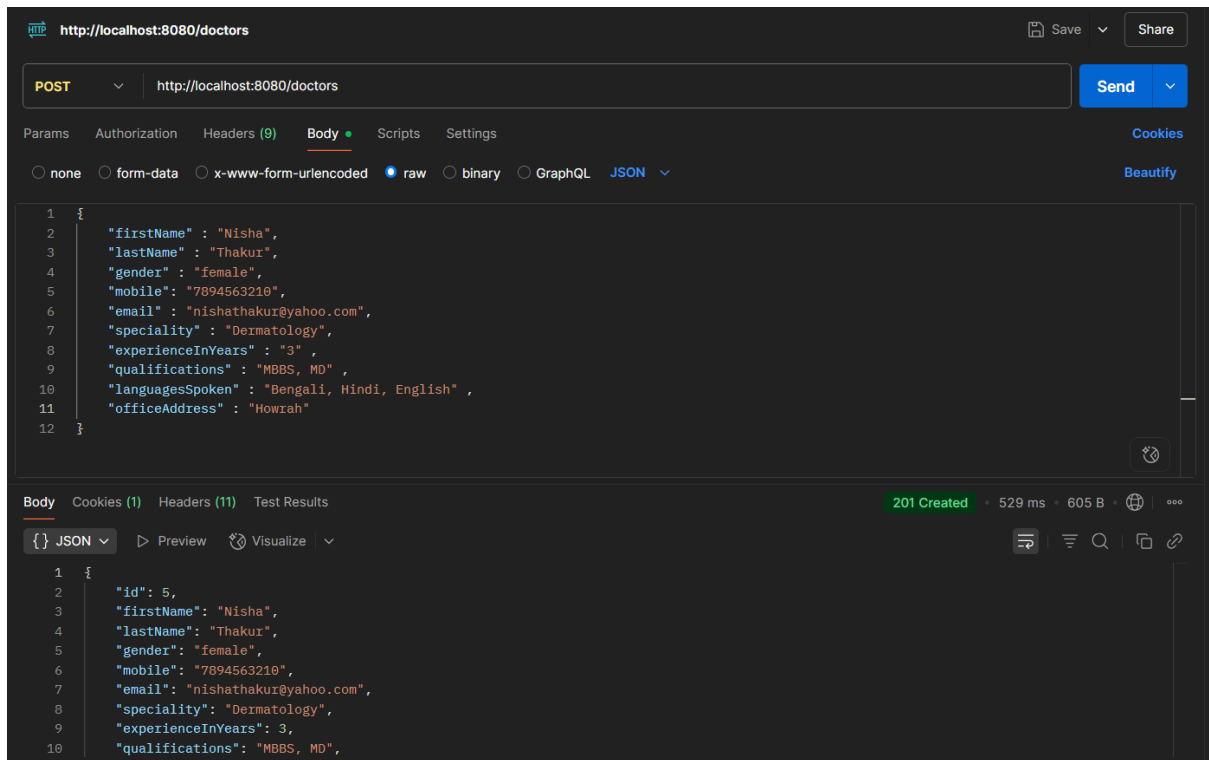 HTTP http://localhost:8080/doctors Save Share
POST http://localhost:8080/doctors Send
Params Authorization Headers (9) Body Scripts Settings Cookies
none form-data x-www-form-urlencoded raw binary GraphQL JSON Beautify
1 {
2 "firstName" : "Nisha",
3 "lastName" : "Thakur",
4 "gender" : "female",
5 "mobile": "7894563210",
6 "email" : "nishathakur@yahoo.com",
7 "speciality" : "Dermatology",
8 "experienceInYears" : "3" ,
9 "qualifications" : "MBBS, MD" ,
10 "languagesSpoken" : "Bengali, Hindi, English" ,
11 "officeAddress" : "Howrah"
12 }
Body Cookies (1) Headers (11) Test Results 201 Created 529 ms 605 B
{} JSON Preview Visualize
1 {
2 "id": 5,
3 "firstName": "Nisha",
4 "lastName": "Thakur",
5 "gender": "female",
6 "mobile": "7894563210",
7 "email": "nishathakur@yahoo.com",
8 "speciality": "Dermatology",
9 "experienceInYears": 3,
10 "qualifications": "MBBS, MD",